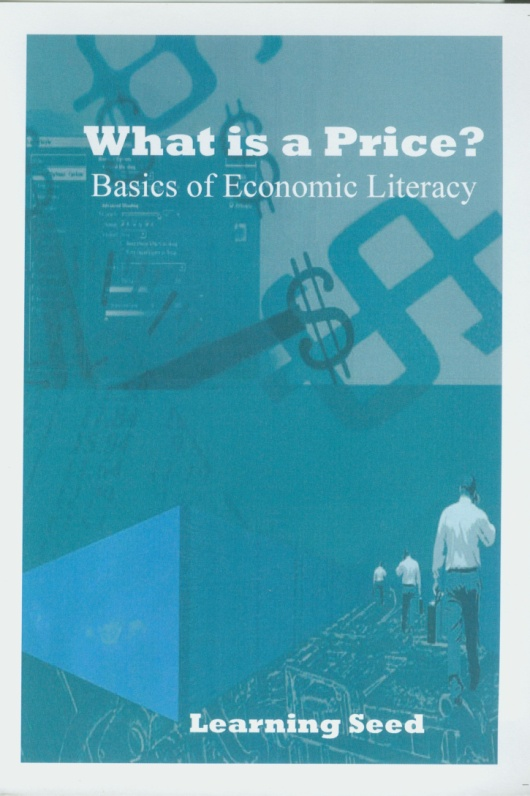 What is a Price?
Basics of Economic Literacy
$
$
Learning Seed